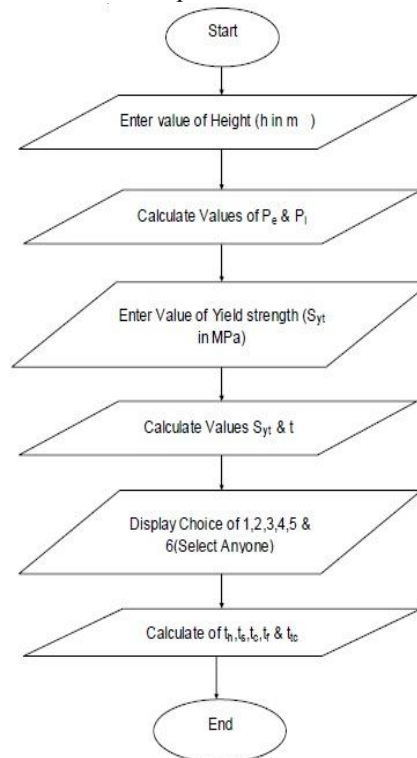 Start
Enter value of Height (h in m )
Calculate Values of Pe & Pi
Enter Value of Yield strength (Syt
in MPa)
Calculate Values Syt & t
Display Choice of 1,2,3,4,5 &
6(Select Anyone)
Calculate of th,ts,tc,tf & ttc
End